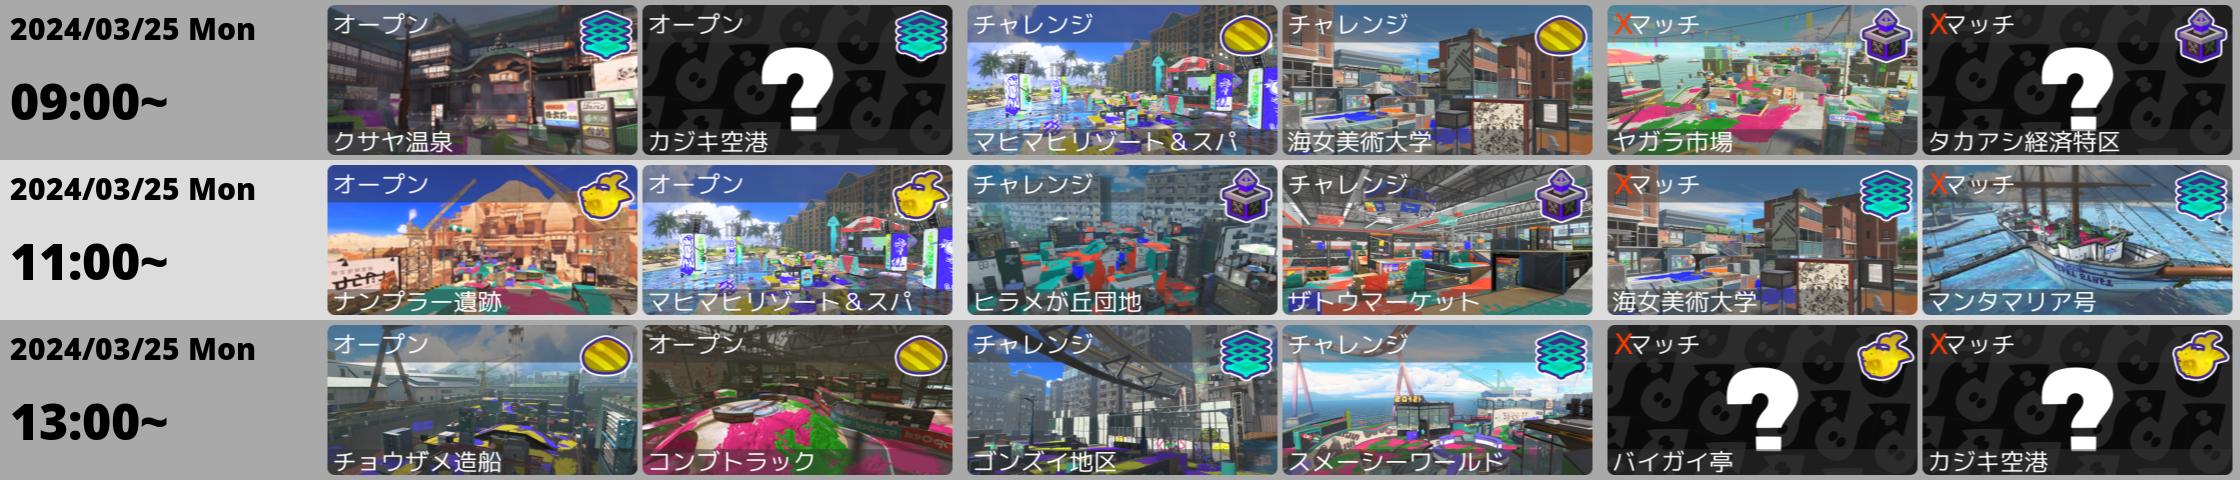 2024/03/25 Mon
09:00~
オープン
クサヤ温泉
オープン
?
カジキ空港
チャレンジ
マヒマヒリゾート＆スパ
チャレンジ
海女美術大学
Xマッチ
ヤガラ市場
Xマッチ
?
タカアシ経済特区
2024/03/25 Mon
11:00~
オープン
ナンプラー遺跡
オープン
マヒマヒリゾート＆スパ
チャレンジ
ヒラメが丘団地
チャレンジ
ザトウマーケット
Xマッチ
海女美術大学
Xマッチ
マンタマリア号
2024/03/25 Mon
13:00~
オープン
チョウザメ造船
オープン
コンブトラック
チャレンジ
ゴンズイ地区
チャレンジ
スメーシーワールド
Xマッチ
?
バイガイ亭
Xマッチ
?
カジキ空港